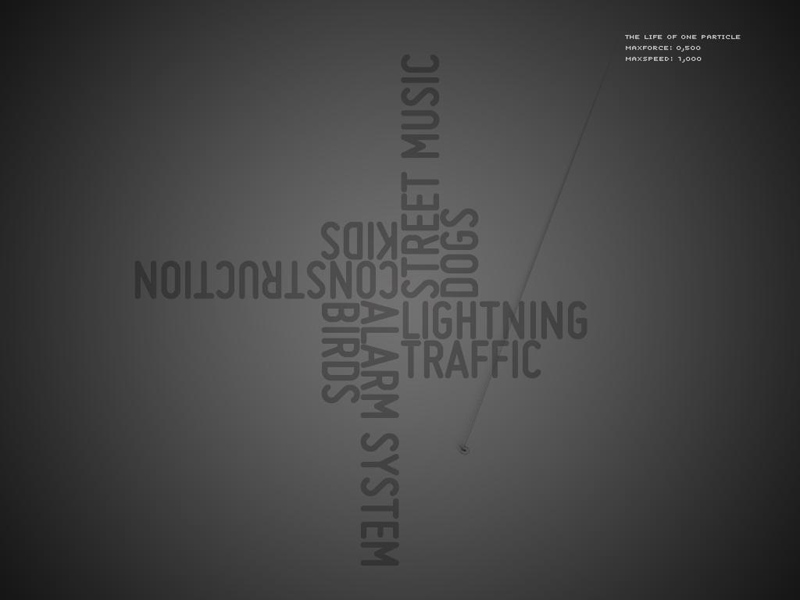 THE LIFE OF ONE PARTICLE
MAXFORCE: 0,500
MAXSPEED: 1,000
STREET MUSIC
DOGS
KIDS
CONSTRUCTION
LIGHTNING
TRAFFIC
BIRDS
ALARM SYSTEM